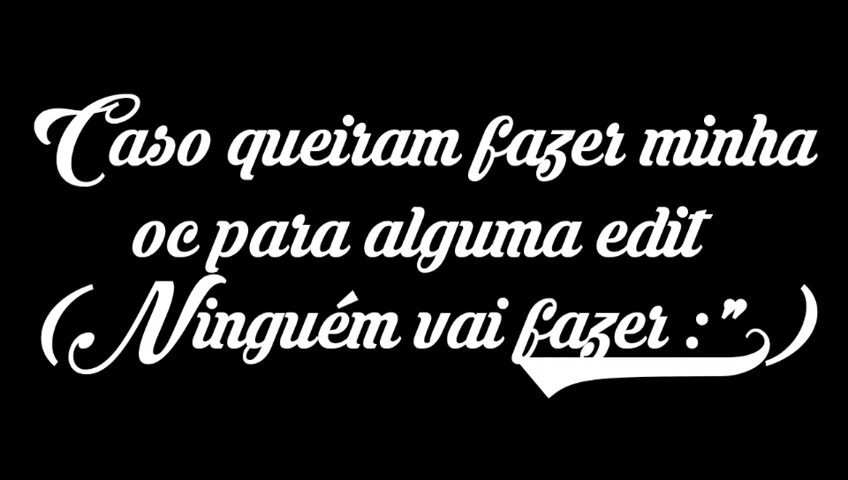 Caso queiram fazer minha
oc para alguma edit
(Ninguém vai fazer :")